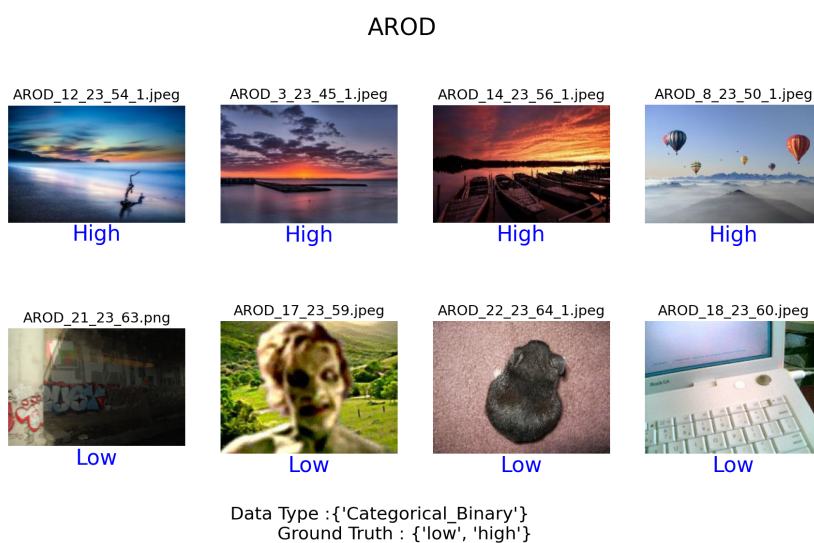 AROD
AROD_12_23_54_1.jpeg
AROD_3_23_45_1.jpeg
AROD_14_23_56_1.jpeg
AROD_8_23_50_1.jpeg
High
High
High
High
AROD_21_23_63.png
AROD_17_23_59.jpeg
AROD_22_23_64_1.jpeg
AROD_18_23_60.jpeg
Low
Low
Low
Low
Data Type :{'Categorical_Binary'}
Ground Truth : {'low', 'high'}